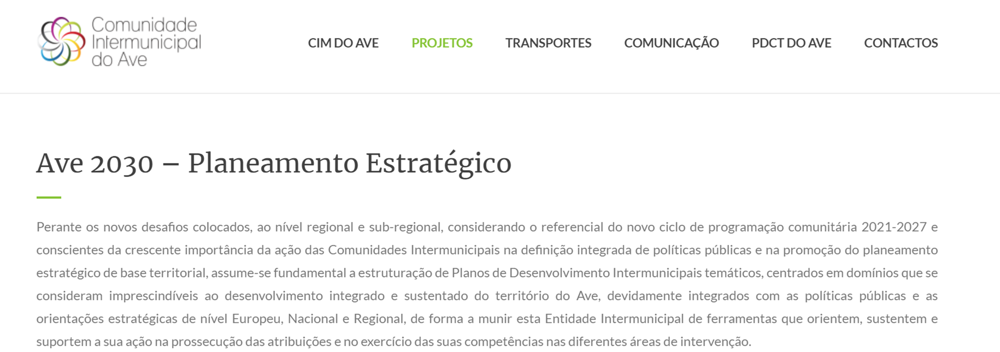 Comunidade
Intermunicipal
do Ave
CIM DO AVE PROJETOS TRANSPORTES COMUNICAÇÃO PDCT DO AVE CONTACTOS
Ave 2030 – Planeamento Estratégico
Perante os novos desafios colocados, ao nível regional e sub-regional, considerando o referencial do novo ciclo de programação comunitária 2021-2027 e
conscientes da crescente importância da ação das Comunidades Intermunicipais na definição integrada de políticas públicas e na promoção do planeamento
estratégico de base territorial, assume-se fundamental a estruturação de Planos de Desenvolvimento Intermunicipais temáticos, centrados em domínios que se
consideram imprescindíveis ao desenvolvimento integrado e sustentado do território do Ave, devidamente integrados com as políticas públicas e as
orientações estratégicas de nível Europeu, Nacional e Regional, de forma a munir esta Entidade Intermunicipal de ferramentas que orientem, sustentem e
suportem a sua ação na prossecução das atribuições e no exercício das suas competências nas diferentes áreas de intervenção.